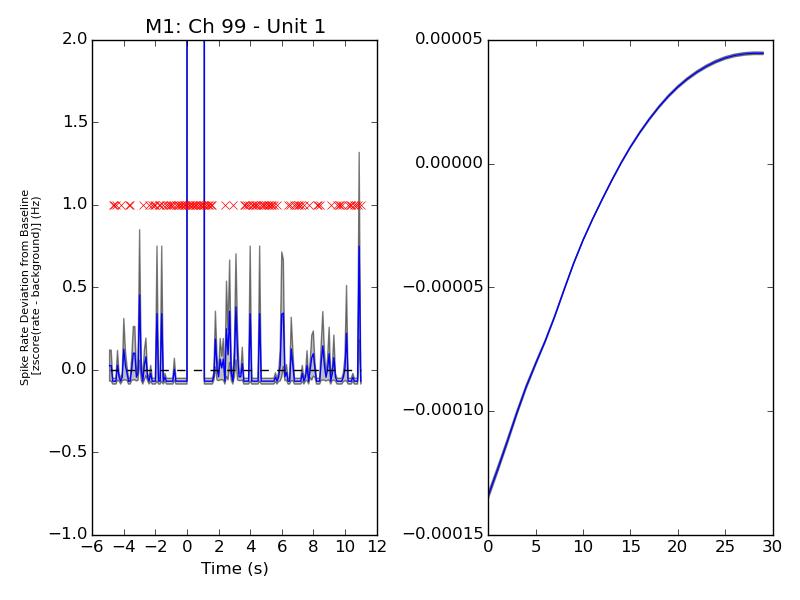 M1: Ch 99 - Unit 1
Spike Rate Deviation from Baseline
[zscore(rate - background)] (Hz)
2.0
1.5
1.0
0.5
0.0
−0.5
−1.0
−6 −4 −2 0 2 4 6 8 10 12
Time (s)
0.00005
0.00000
−0.00005
−0.00010
−0.00015
0 5 10 15 20 25 30